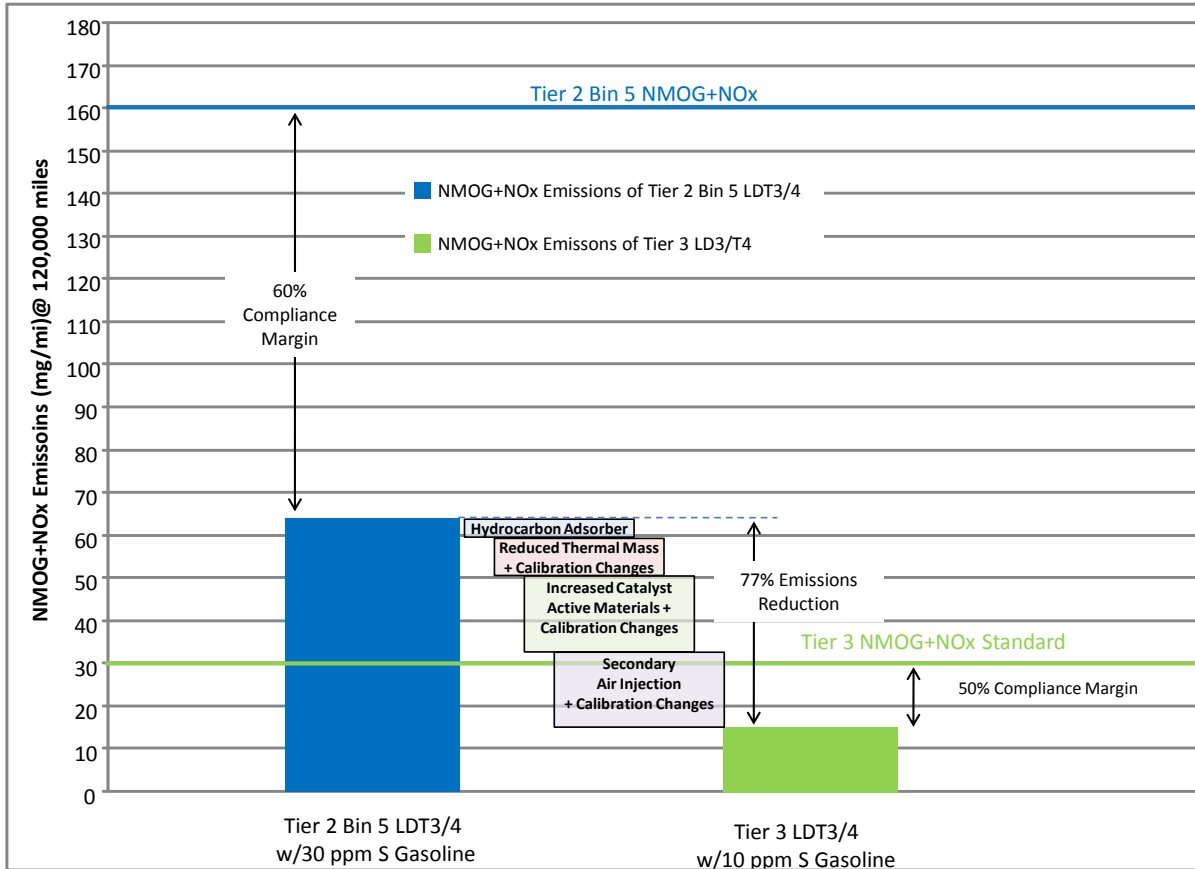 NMOG+NOx Emissoins (mg/mi)@ 120,000 miles
180
170
160
150
140
130
120
110
100
90
80
70
60
50
40
30
20
10
0
Tier 2 Bin 5 NMOG+NOx
NMOG+NOx Emissions of Tier 2 Bin 5 LDT3/4
NMOG+NOx Emissons of Tier 3 LD3/T4
60%
Compliance
Margin
Hydrocarbon Adsorber
Reduced Thermal Mass
+ Calibration Changes
Increased Catalyst
Active Materials +
Calibration Changes
Secondary
Air Injection
+ Calibration Changes
77% Emissions
Reduction
Tier 3 NMOG+NOx Standard
50% Compliance Margin
Tier 2 Bin 5 LDT3/4
w/30 ppm S Gasoline
Tier 3 LDT3/4
w/10 ppm S Gasoline